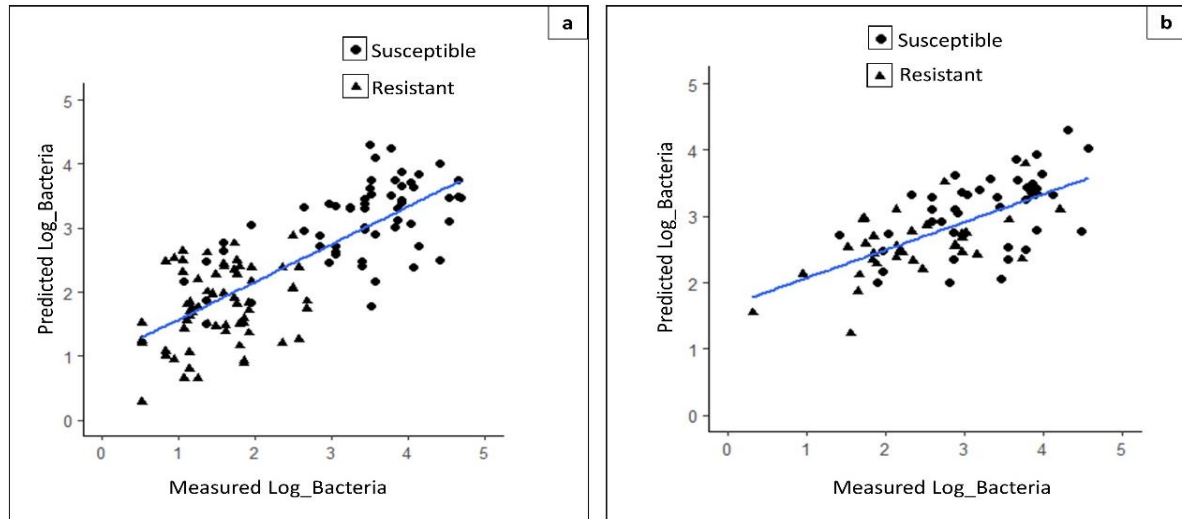 a
Susceptible
Resistant
5
4
3
2
1
0
Predicted Log_Bacteria
0 1 2 3 4 5
Measured Log_Bacteria
b
Susceptible
Resistant
5
4
3
2
1
0
Predicted Log_Bacteria
0 1 2 3 4 5
Measured Log_Bacteria